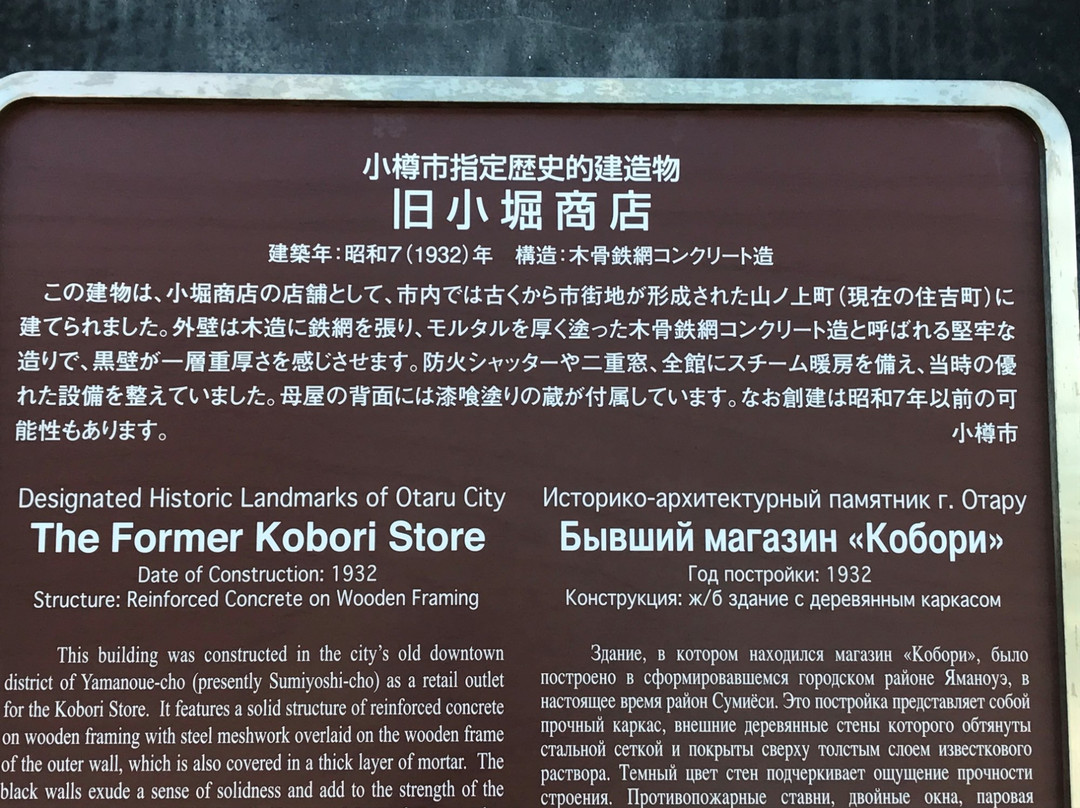 小樽市指定歴史的建造物
旧小堀商店
建築年:昭和7(1932)年　構造:木骨鉄網コンクリート造
この建物は、小堀商店の店舗として、市内では古くから市街地が形成された山ノ上町(現在の住吉町)に
建てられました。外壁は木造に鉄網を張り、モルタルを厚く塗った木骨鉄網コンクリート造と呼ばれる堅牢な
造りで、黒壁が一層重厚さを感じさせます。防火シャッターや二重窓、全館にスチーム暖房を備え、当時の優
れた設備を整えていました。母屋の背面には漆喰塗りの蔵が付属しています。なお創建は昭和7年以前の可
能性もあります。
小樽市
Designated Historic Landmarks of Otaru City
The Former Kobori Store
Date of Construction: 1932
Structure: Reinforced Concrete on Wooden Framing
This building was constructed in the city's old downtown
district of Yamanoue-cho (presently Sumiyoshi-cho) as a retail outlet
for the Kobori Store. It features a solid structure of reinforced concrete
on wooden framing with steel meshwork overlaid on the wooden frame
of the outer wall, which is also covered in a thick layer of mortar. The
black walls exude a sense of solidness and add to the strength of the
Историко-архитектурный памятник г. Отару
Бывший магазин «Кобори»
Год постройки: 1932
Конструкция: ж/б здание с деревянным каркасом
Здание, в котором находился магазин «Кобори», было
построено в сформировавшемся городском районе Яманоуэ, в
настоящее время район Сумиёси. Это постройка представляет собой
прочный каркас, внешние деревянные стены которого обтянуты
стальной сеткой и покрыты сверху толстым слоем известкового
раствора. Темный цвет стен подчеркивает ощущение прочности
строения. Противопожарные ставни, двойные окна, паровая